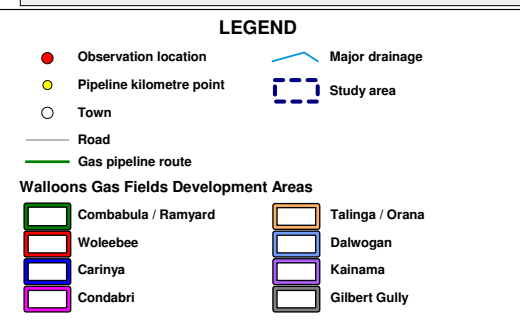 LEGEND
Observation location
Pipeline kilometre point
Town
Road
Gas pipeline route
Major drainage
Study area
Walloons Gas Fields Development Areas
Combabula / Ramyard
Woleebee
Carinya
Condabri
Talinga / Orana
Dalwogan
Kainama
Gilbert Gully